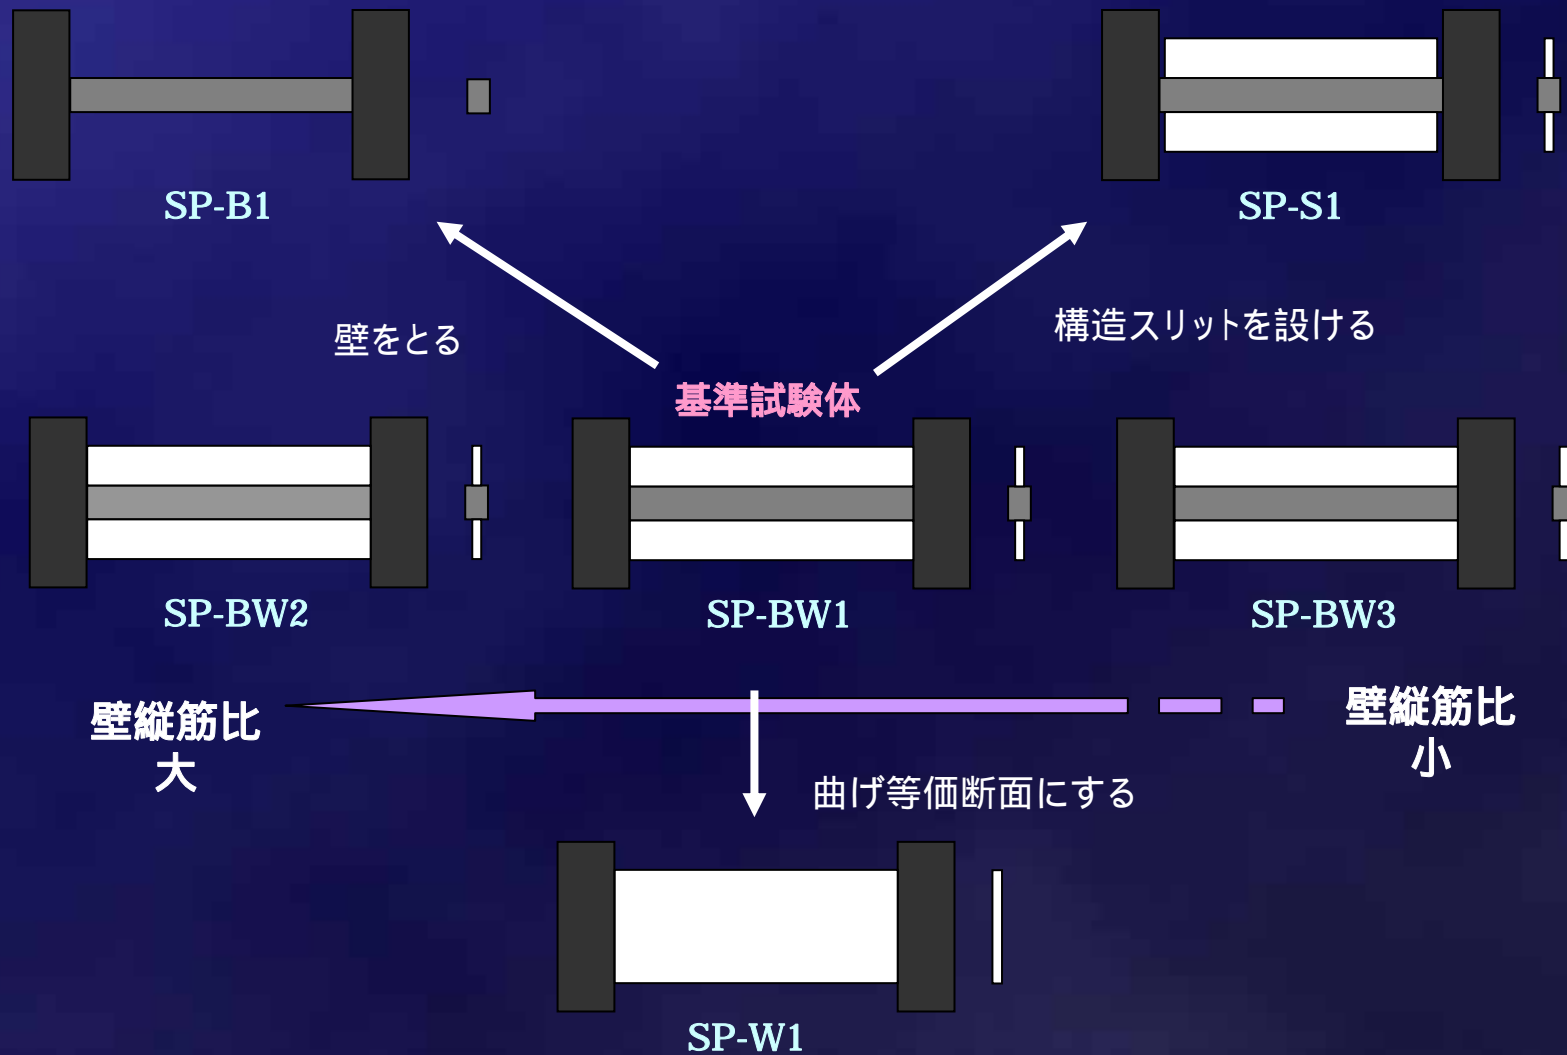 SP-B1
SP-S1
壁をとる
構造スリットを設ける
基準試験体
SP-BW2
SP-BW1
SP-BW3
壁縦筋比
大
壁縦筋比
小
曲げ等価断面にする
SP-W1